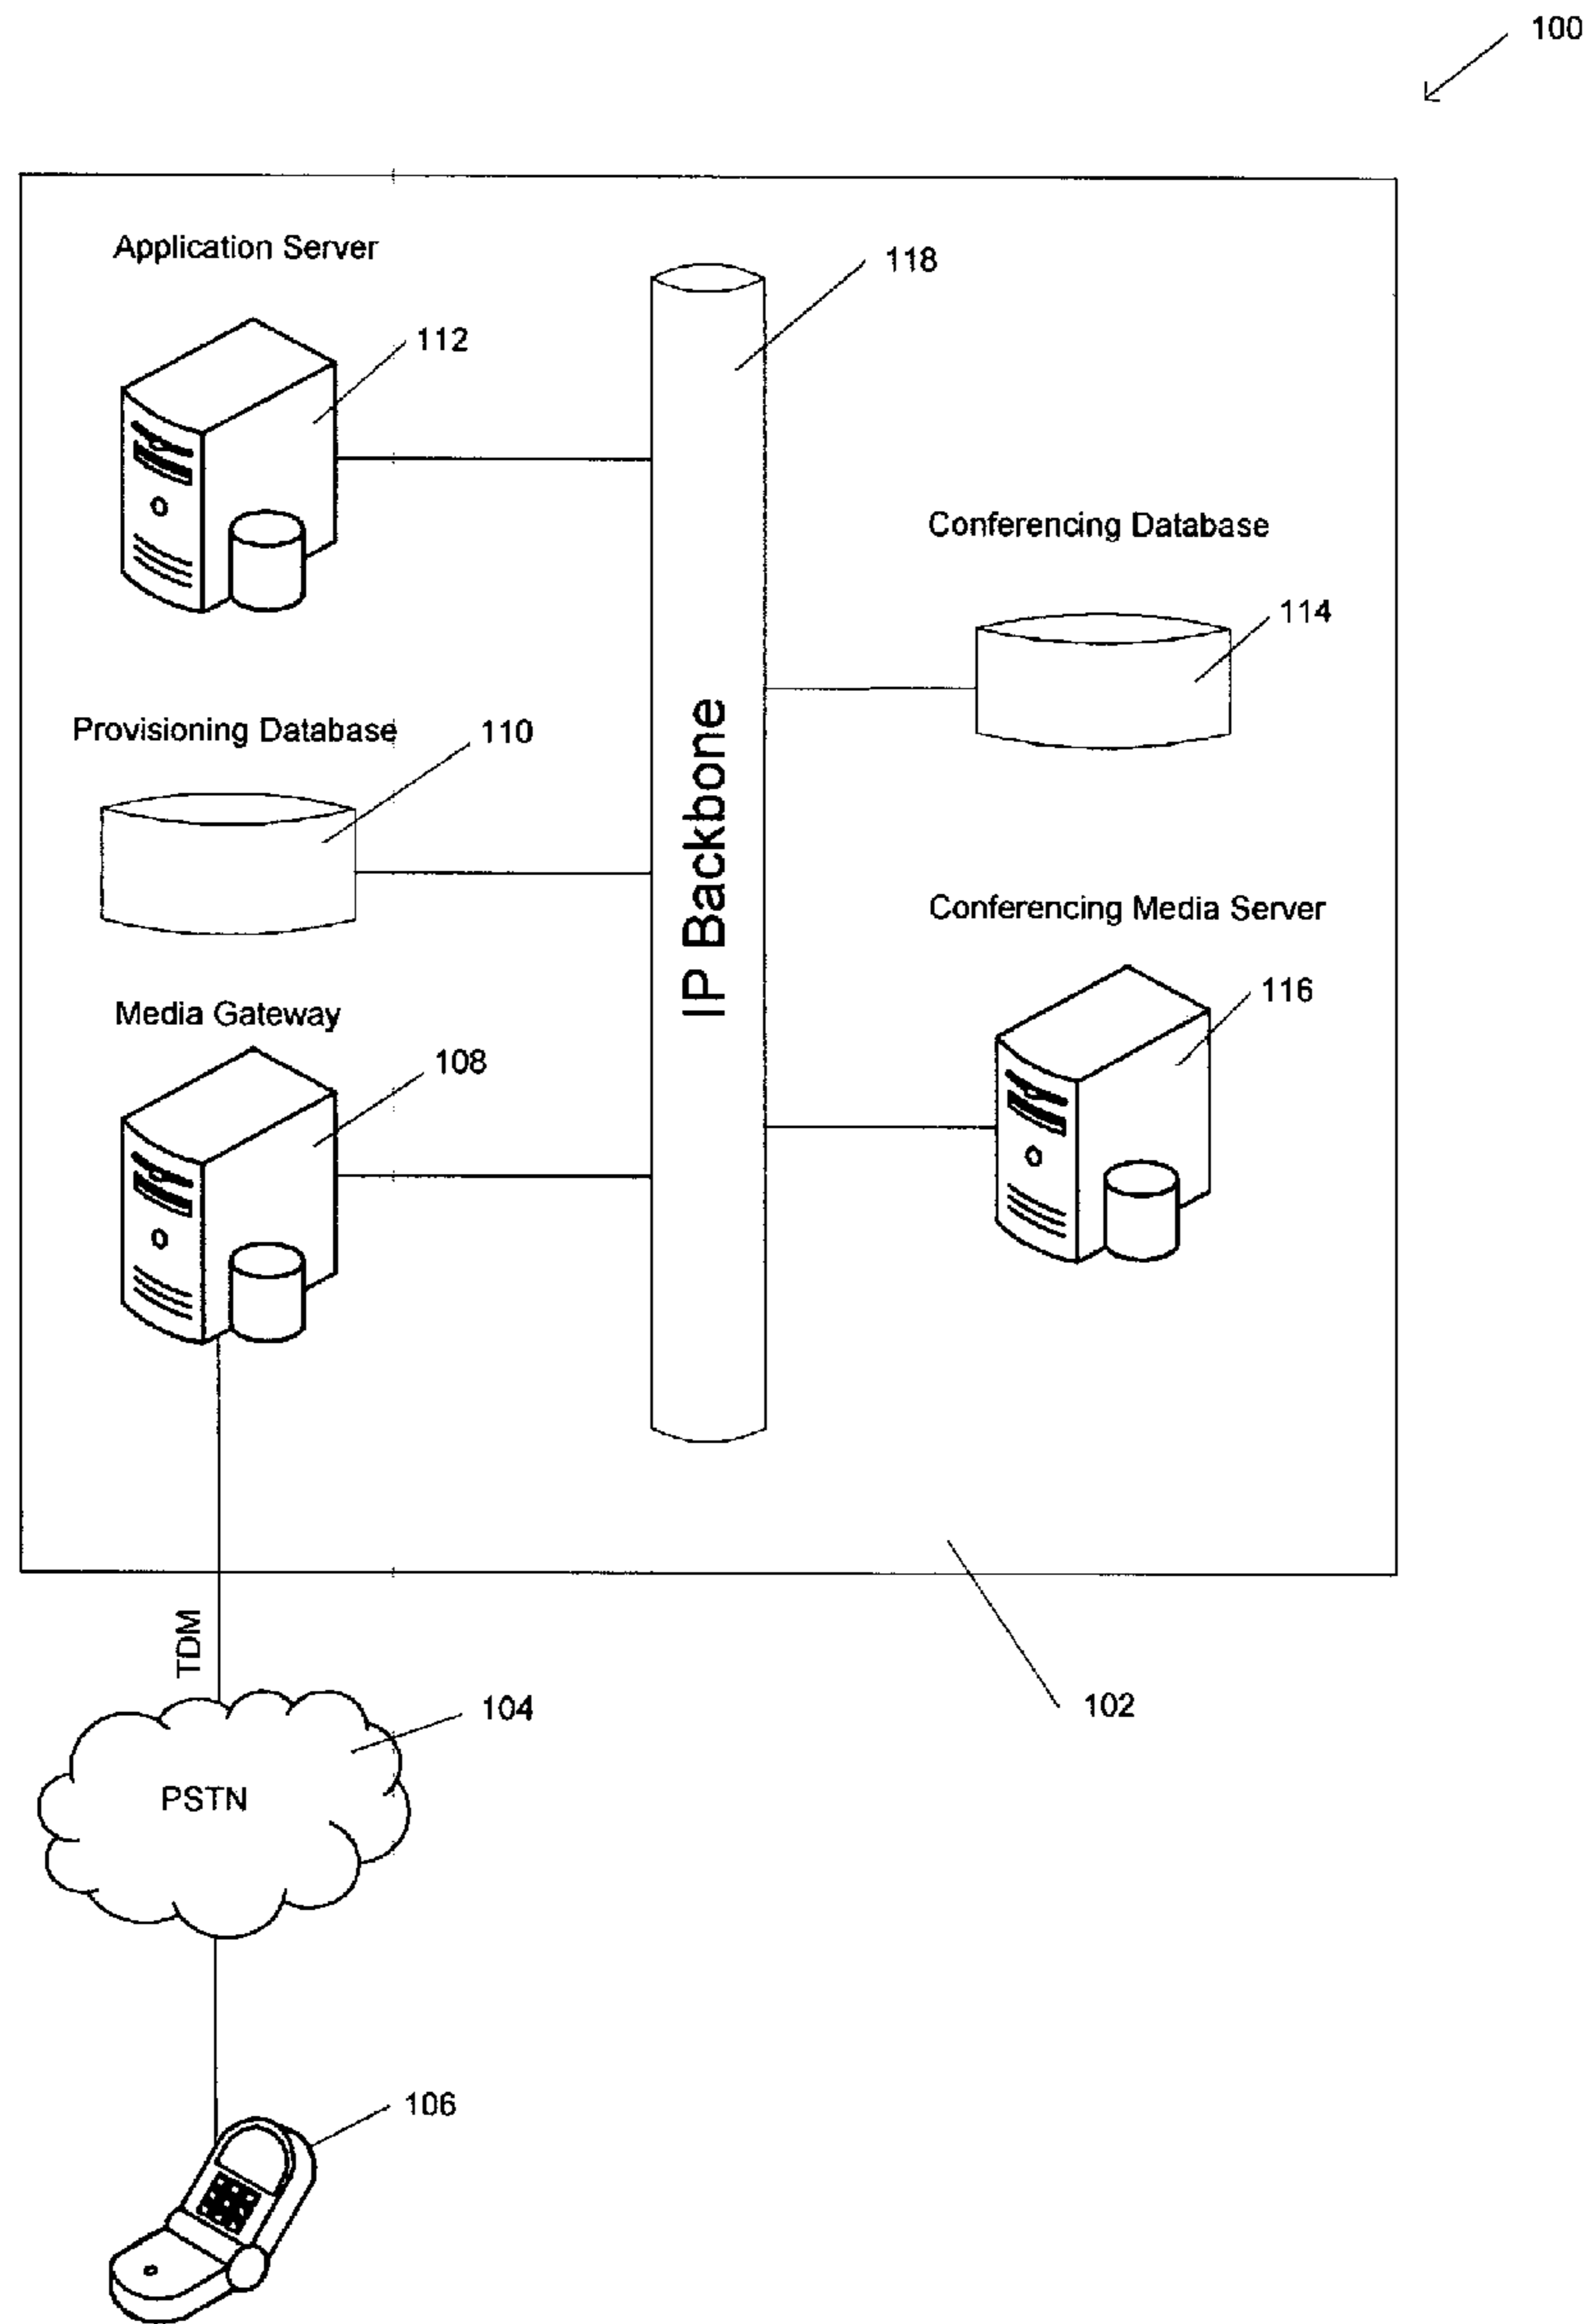 100
Application Server
118
112
Conferencing Database
114
Provisioning Database
110
IP Backbone
Conferencing Media Server
116
Media Gateway
108
TDM
104
102
PSTN
106